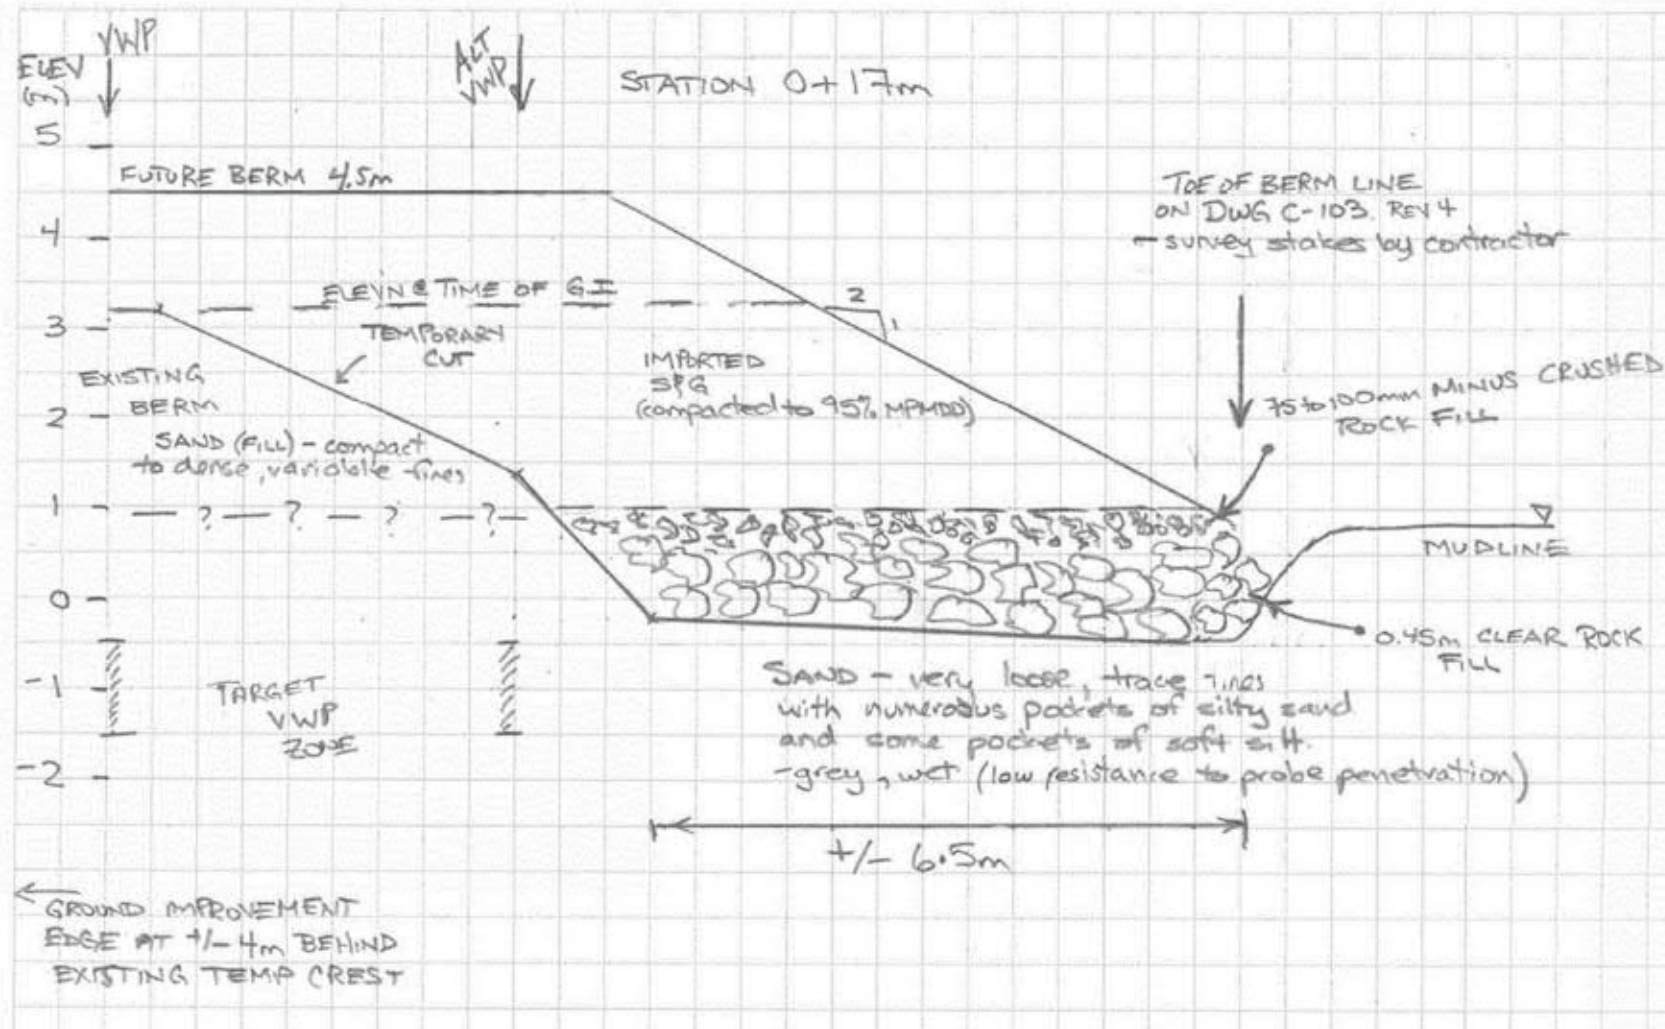 VWP
ELEV
5
4
3
2
1
0
-1
-2
ALT
VWP
STATION 0+17m
FUTURE BERM 4.5m
TOE OF BERM LINE
ON DWG C-103. REV 4
- survey stakes by contractor
ELEV'N @ TIME OF G.I
2
1
TEMPORARY
CUT
EXISTING
BERM
SAND (FILL) - compact
to dense, variable fines
IMPORTED
S&G
(compacted to 95% MPMDD)
75 to 100mm MINUS CRUSHED
ROCK FILL
? ? ? ?
MUDLINE
0.45m CLEAR ROCK
FILL
TARGET
VWP
ZONE
SAND - very loose, trace fines
with numerous pockets of silty sand
and some pockets of soft silt.
-grey, wet (low resistance to probe penetration)
+/- 6.5m
GROUND IMPROVEMENT
EDGE AT +/- 4m BEHIND
EXISTING TEMP CREST